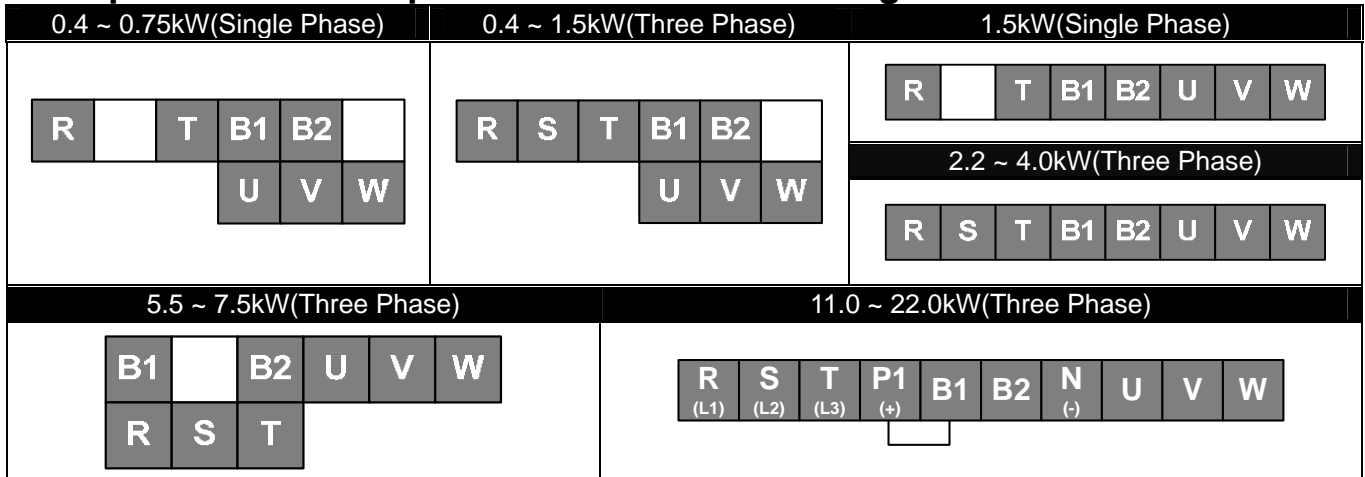 0.4 ~ 0.75kW(Single Phase)
R T B1 B2
U V W
0.4 ~ 1.5kW(Three Phase)
R S T B1 B2
U V W
1.5kW(Single Phase)
R T B1 B2 U V W
2.2 ~ 4.0kW(Three Phase)
R S T B1 B2 U V W
5.5 ~ 7.5kW(Three Phase)
B1 B2 U V W
R S T
11.0 ~ 22.0kW(Three Phase)
R S T P1 B1 B2 N U V W
(L1) (L2) (L3) (+) (-)